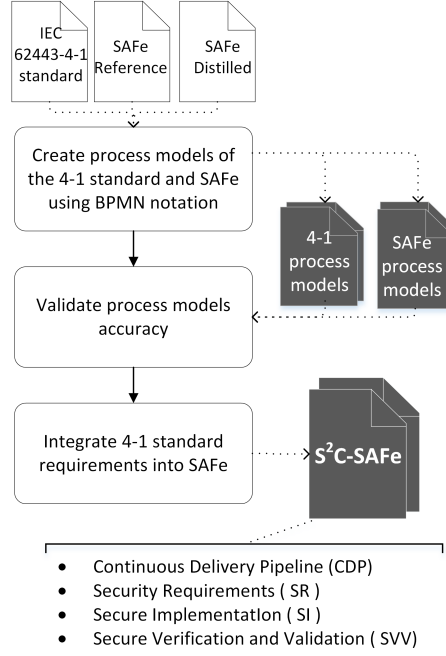 IEC
62443-4-1
standard
SAFe
Reference
SAFe
Distilled
Create process models of
the 4-1 standard and SAFe
using BPMN notation
4-1
process
models
SAFe
process
models
Validate process models
accuracy
Integrate 4-1 standard
requirements into SAFe
S²C-SAFe
• Continuous Delivery Pipeline (CDP)
• Security Requirements ( SR )
• Secure ImplementatIon ( SI )
• Secure Verification and Validation ( SVV)